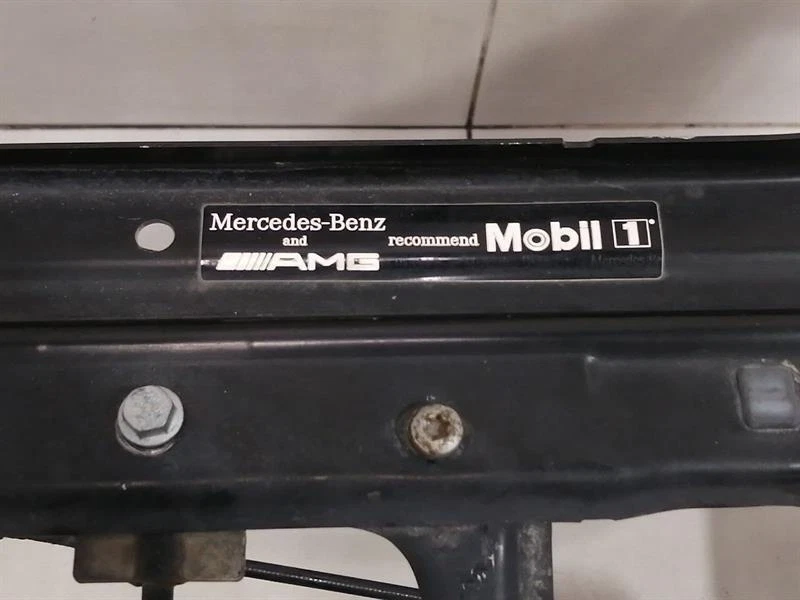 Mercedes-Benz
and
AMG
recommend Mobil 1